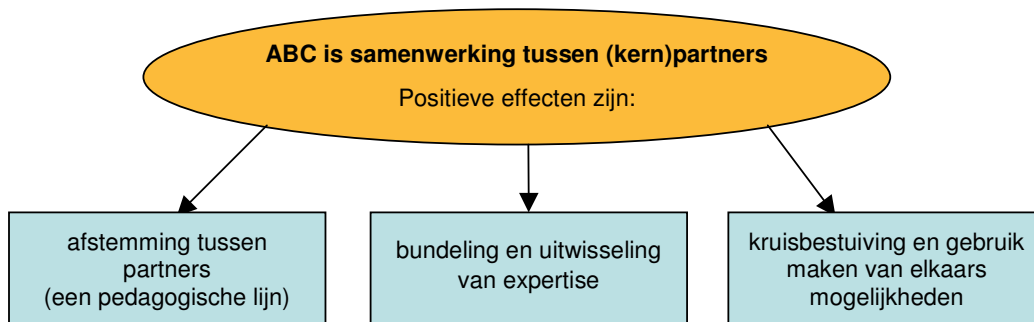 ABC is samenwerking tussen (kern)partners
Positieve effecten zijn:
afstemming tussen
partners
(een pedagogische lijn)
bundeling en uitwisseling
van expertise
kruisbestuiving en gebruik
maken van elkaars
mogelijkheden